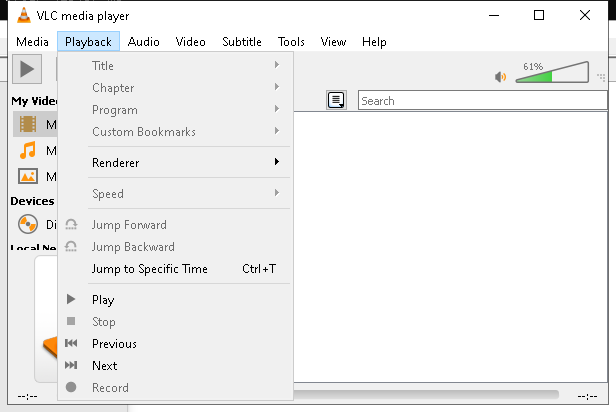 VLC media player
Media Playback Audio Video Subtitle Tools View Help
61%
Search
My Vide
M
M
M
Devices
Di
Local Ne
Title
Chapter
Program
Custom Bookmarks
Renderer
Speed
Jump Forward
Jump Backward
Jump to Specific Time Ctrl+T
Play
Stop
Previous
Next
Record
--:-- --:--